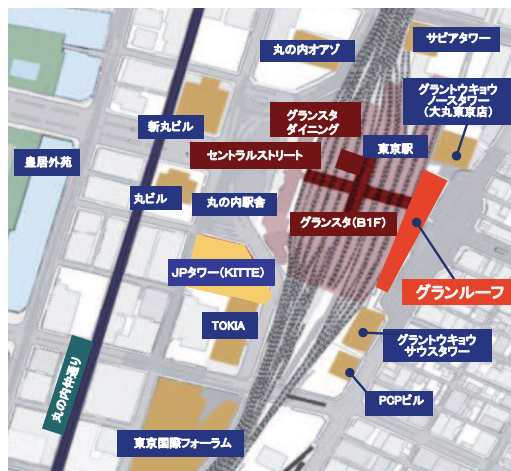 サピアタワー
丸の内オアゾ
グラントウキョウ
ノースタワー
(大丸東京店)
グランスタ
ダイニング
新丸ビル
東京駅
セントラルストリート
皇居外苑
丸ビル
丸の内駅舎
グランスタ(B1F)
JPタワー(KITTE)
グランルーフ
TOKIA
グラントウキョウ
サウスタワー
丸の内仲通り
PCPビル
東京国際フォーラム